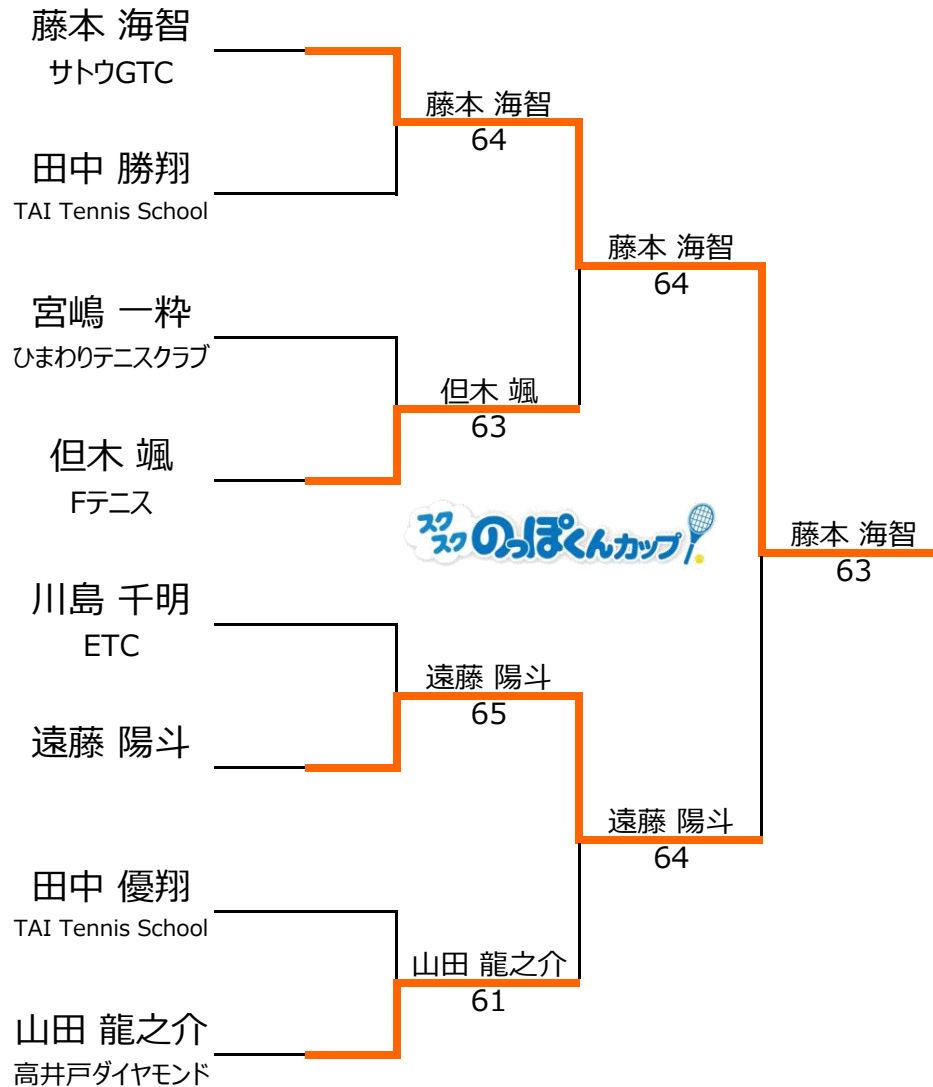 藤本 海智
サトウGTC
藤本 海智
64
田中 勝翔
TAI Tennis School
藤本 海智
64
宮嶋 一粋
ひまわりテニスクラブ
但木 颯
63
但木 颯
Fテニス
スクスク のっぽくんカップ
藤本 海智
63
川島 千明
ETC
遠藤 陽斗
65
遠藤 陽斗
遠藤 陽斗
64
田中 優翔
TAI Tennis School
山田 龍之介
61
山田 龍之介
高井戸ダイヤモンド